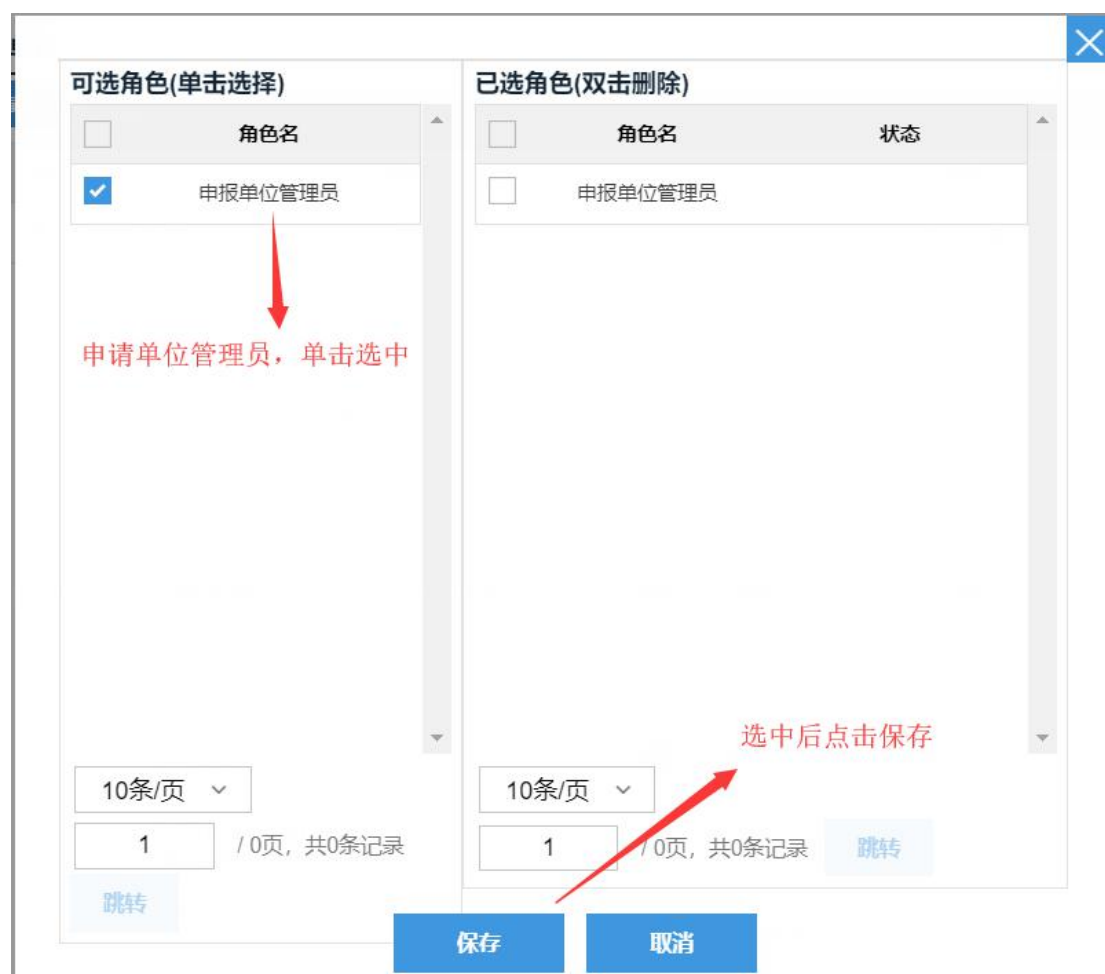 可选角色(单击选择)
角色名
申报单位管理员
申请单位管理员，单击选中
10条/页
1 / 0页，共0条记录
跳转
已选角色(双击删除)
角色名 状态
申报单位管理员
选中后点击保存
10条/页
1 / 0页，共0条记录 跳转
保存 取消